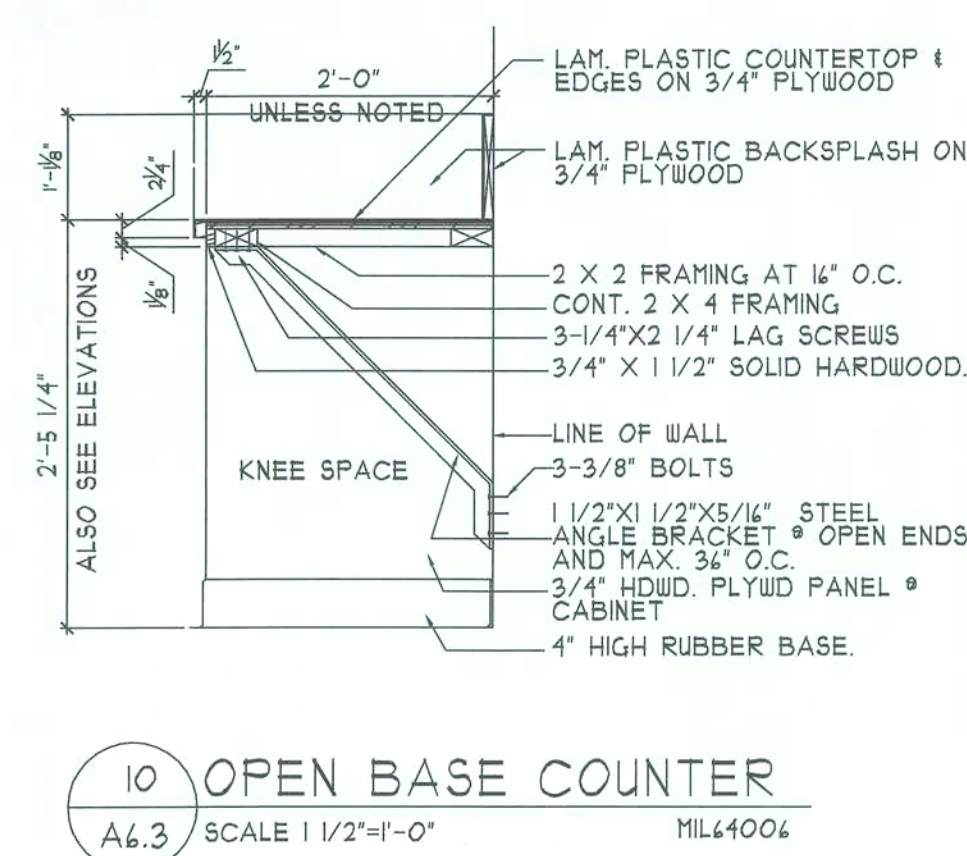 1/2"
2'-0"
UNLESS NOTED
1'-1/8"
2 1/4"
1/8"
2'-5 1/4"
ALSO SEE ELEVATIONS
KNEE SPACE
LAM. PLASTIC COUNTERTOP &
EDGES ON 3/4" PLYWOOD
LAM. PLASTIC BACKSPLASH ON
3/4" PLYWOOD
2 X 2 FRAMING AT 16" O.C.
CONT. 2 X 4 FRAMING
3-1/4"X2 1/4" LAG SCREWS
3/4" X 1 1/2" SOLID HARDWOOD.
LINE OF WALL
3-3/8" BOLTS
1 1/2"X1 1/2"X5/16" STEEL
ANGLE BRACKET @ OPEN ENDS
AND MAX. 36" O.C.
3/4" HDWD. PLYWD PANEL @
CABINET
4" HIGH RUBBER BASE.
10
OPEN BASE COUNTER
A6.3
SCALE 1 1/2"=1'-0"
MIL64006